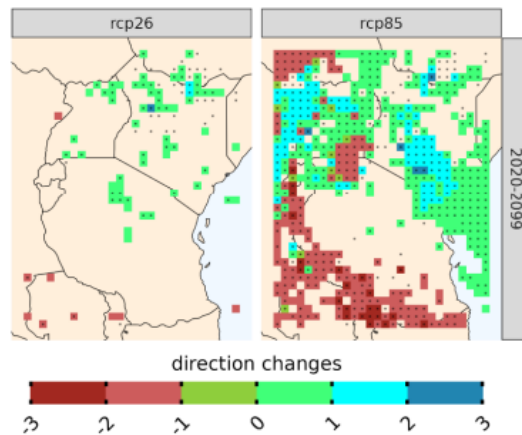 rcp26
rcp85
2020-2099
direction changes
-3 -2 -1 0 1 2 3